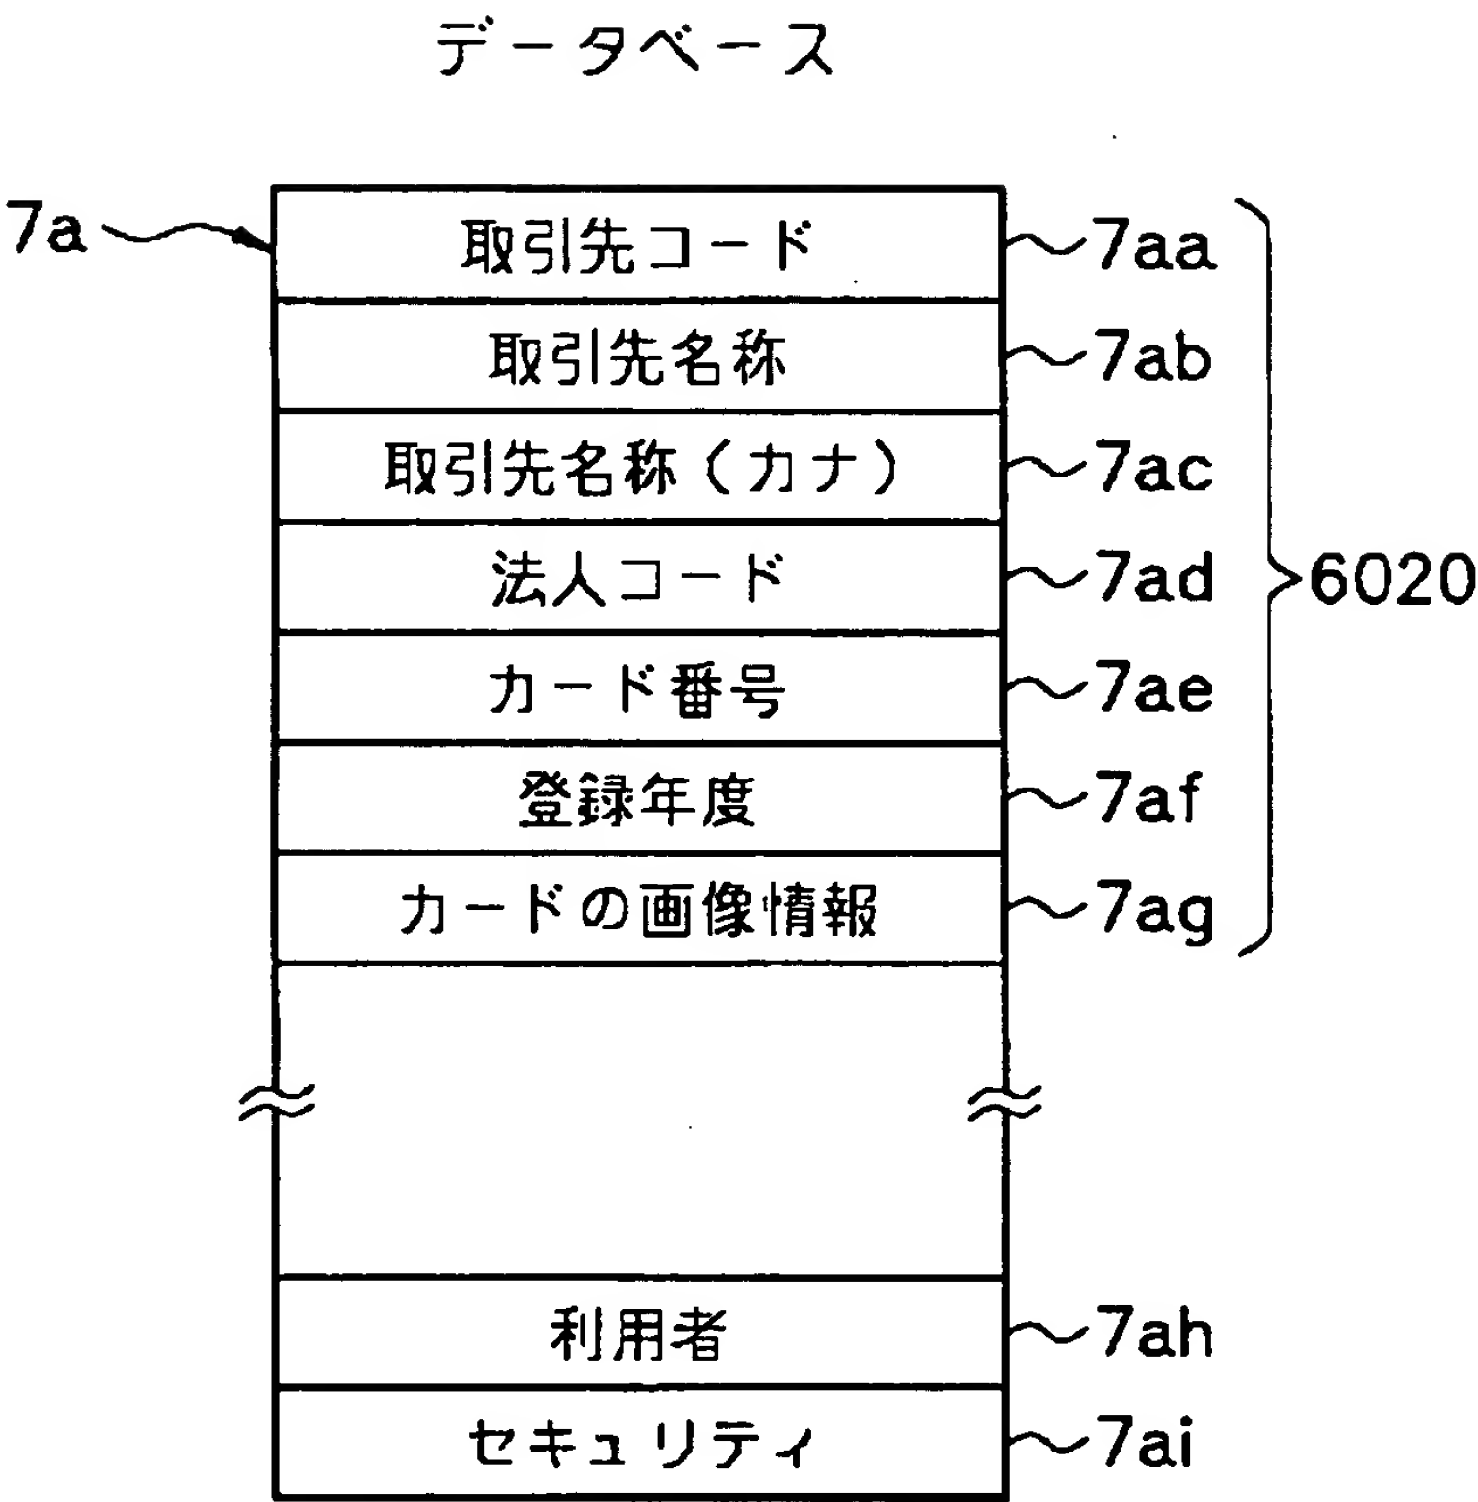 データベース
7a
取引先コード 7aa
取引先名称 7ab
取引先名称(カナ) 7ac
法人コード 7ad
6020
カード番号 7ae
登録年度 7af
カードの画像情報 7ag
利用者 7ah
セキュリティ 7ai